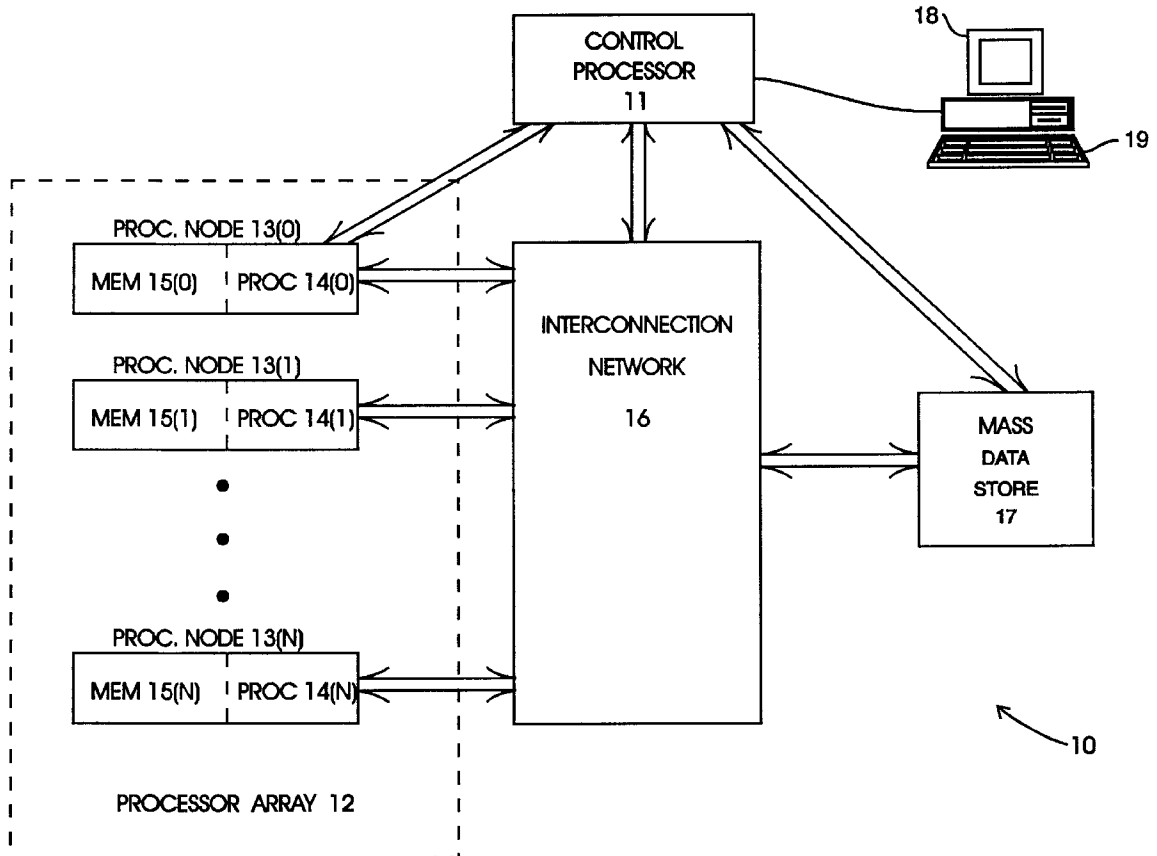 CONTROL
PROCESSOR
11
18
19
PROC. NODE 13(0)
MEM 15(0) PROC 14(0)
PROC. NODE 13(1)
MEM 15(1) PROC 14(1)
PROC. NODE 13(N)
MEM 15(N) PROC 14(N)
PROCESSOR ARRAY 12
INTERCONNECTION
NETWORK
16
MASS
DATA
STORE
17
10